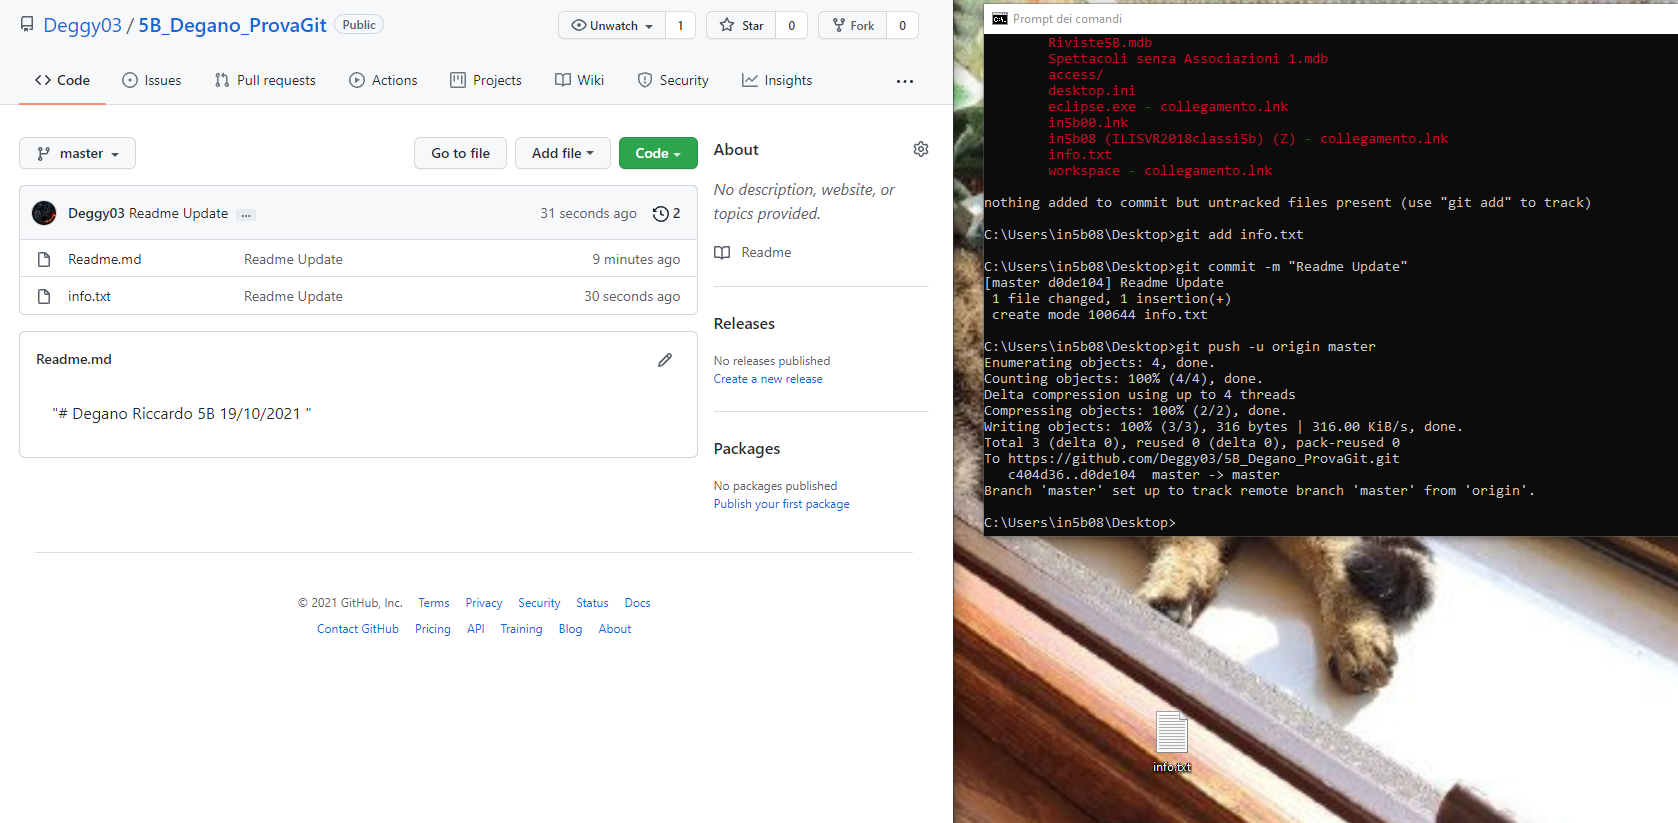 Deggy03 / 5B_Degano_ProvaGit Public
Unwatch 1 Star 0 Fork 0
Code Issues Pull requests Actions Projects Wiki Security Insights ...
master Go to file Add file Code
Deggy03 Readme Update ... 31 seconds ago 2
Readme.md Readme Update 9 minutes ago
info.txt Readme Update 30 seconds ago
Readme.md
"# Degano Riccardo 5B 19/10/2021 "
About
No description, website, or
topics provided.
Readme
Releases
No releases published
Create a new release
Packages
No packages published
Publish your first package
© 2021 GitHub, Inc. Terms Privacy Security Status Docs
Contact GitHub Pricing API Training Blog About
Prompt dei comandi
Riviste5B.mdb
Spettacoli senza Associazioni 1.mdb
access/
desktop.ini
eclipse.exe - collegamento.lnk
in5b00.lnk
in5b08 (ILISVR2018classi5b) (Z) - collegamento.lnk
info.txt
workspace - collegamento.lnk
nothing added to commit but untracked files present (use "git add" to track)
C:\Users\in5b08\Desktop>git add info.txt
C:\Users\in5b08\Desktop>git commit -m "Readme Update"
[master d0de104] Readme Update
1 file changed, 1 insertion(+)
create mode 100644 info.txt
C:\Users\in5b08\Desktop>git push -u origin master
Enumerating objects: 4, done.
Counting objects: 100% (4/4), done.
Delta compression using up to 4 threads
Compressing objects: 100% (2/2), done.
Writing objects: 100% (3/3), 316 bytes | 316.00 KiB/s, done.
Total 3 (delta 0), reused 0 (delta 0), pack-reused 0
To https://github.com/Deggy03/5B_Degano_ProvaGit.git
c404d36..d0de104 master -> master
Branch 'master' set up to track remote branch 'master' from 'origin'.
C:\Users\in5b08\Desktop>
info.txt